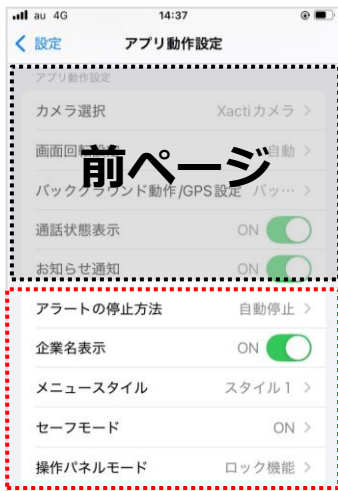 au 4G 14:37
設定 アプリ動作設定
アプリ動作設定
カメラ選択 Xactiカメラ
画面回転 自動
前ページ
バックグラウンド動作/GPS設定 バッ…
通話状態表示 ON
お知らせ通知 ON
アラートの停止方法 自動停止
企業名表示 ON
メニュースタイル スタイル1
セーフモード ON
操作パネルモード ロック機能